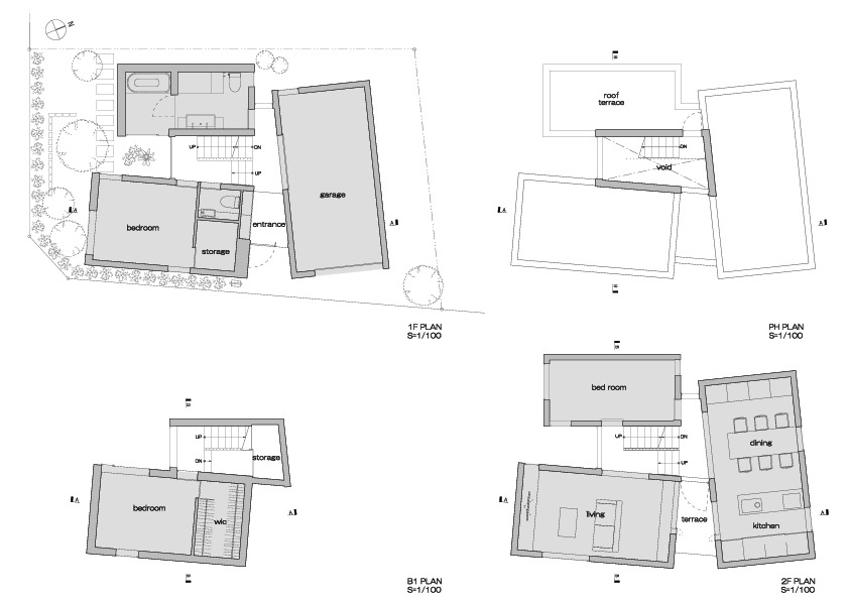 N
UP
DN
UP
garage
A
bedroom
entrance
storage
A
B
1F PLAN
S=1/100
B
roof
terrace
DN
void
A
A
B
PH PLAN
S=1/100
B
UP
storage
DN
A
bedroom
wic
A
B
B1 PLAN
S=1/100
B
bed room
UP
DN
dining
UP
A
living
terrace
A
kitchen
B
2F PLAN
S=1/100